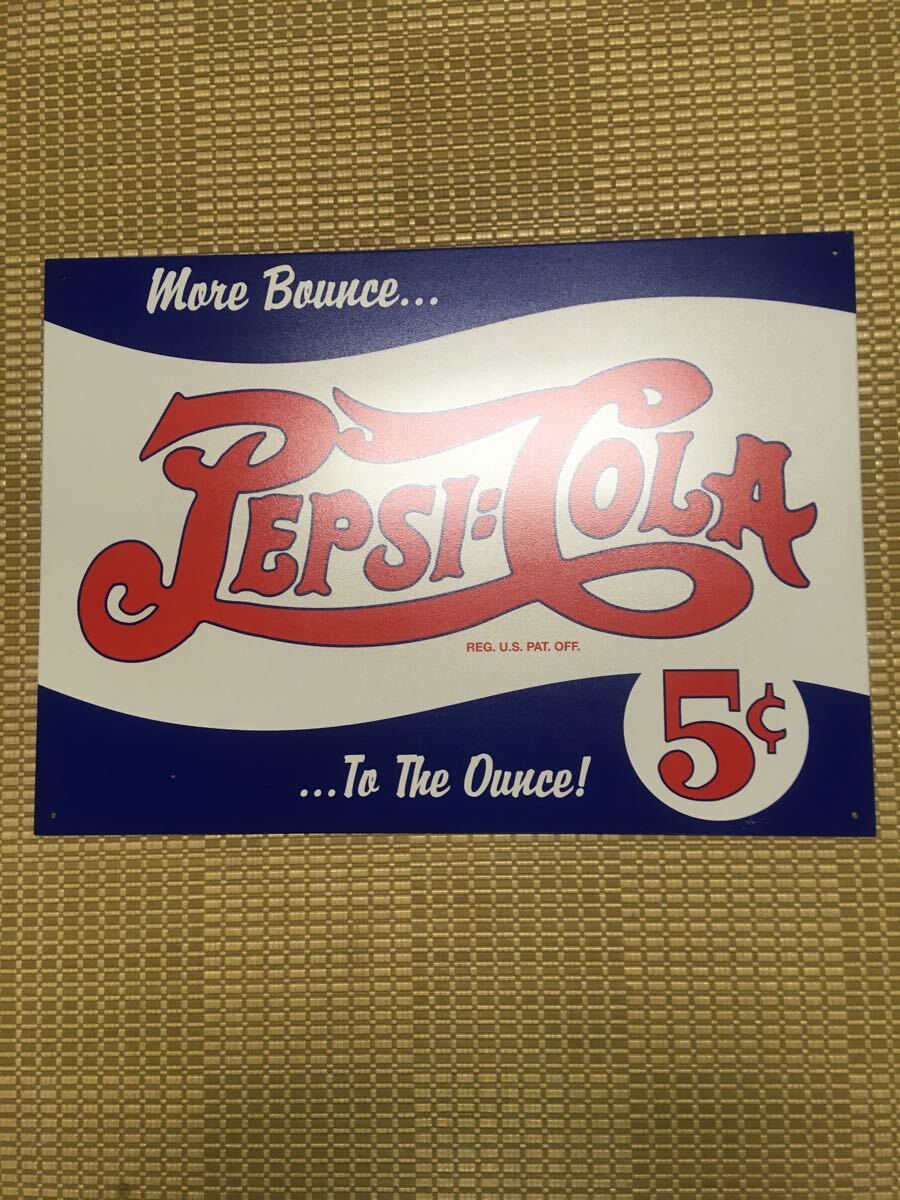 More Bounce...
PEPSI:COLA
REG. U.S. PAT. OFF.
5¢
...To The Ounce!